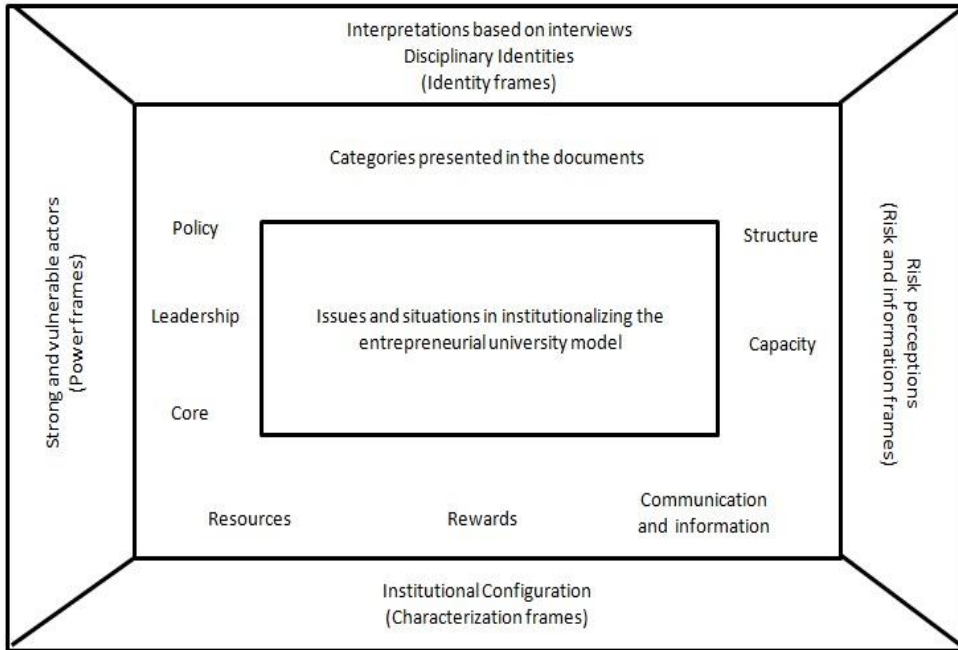 Interpretations based on interviews
Disciplinary Identities
(Identity frames)
Categories presented in the documents
Strong and vulnerable actors
(Power frames)
Policy
Leadership
Core
Issues and situations in institutionalizing the
entrepreneurial university model
Structure
Capacity
Risk perceptions
(Risk and information frames)
Resources
Rewards
Communication
and information
Institutional Configuration
(Characterization frames)